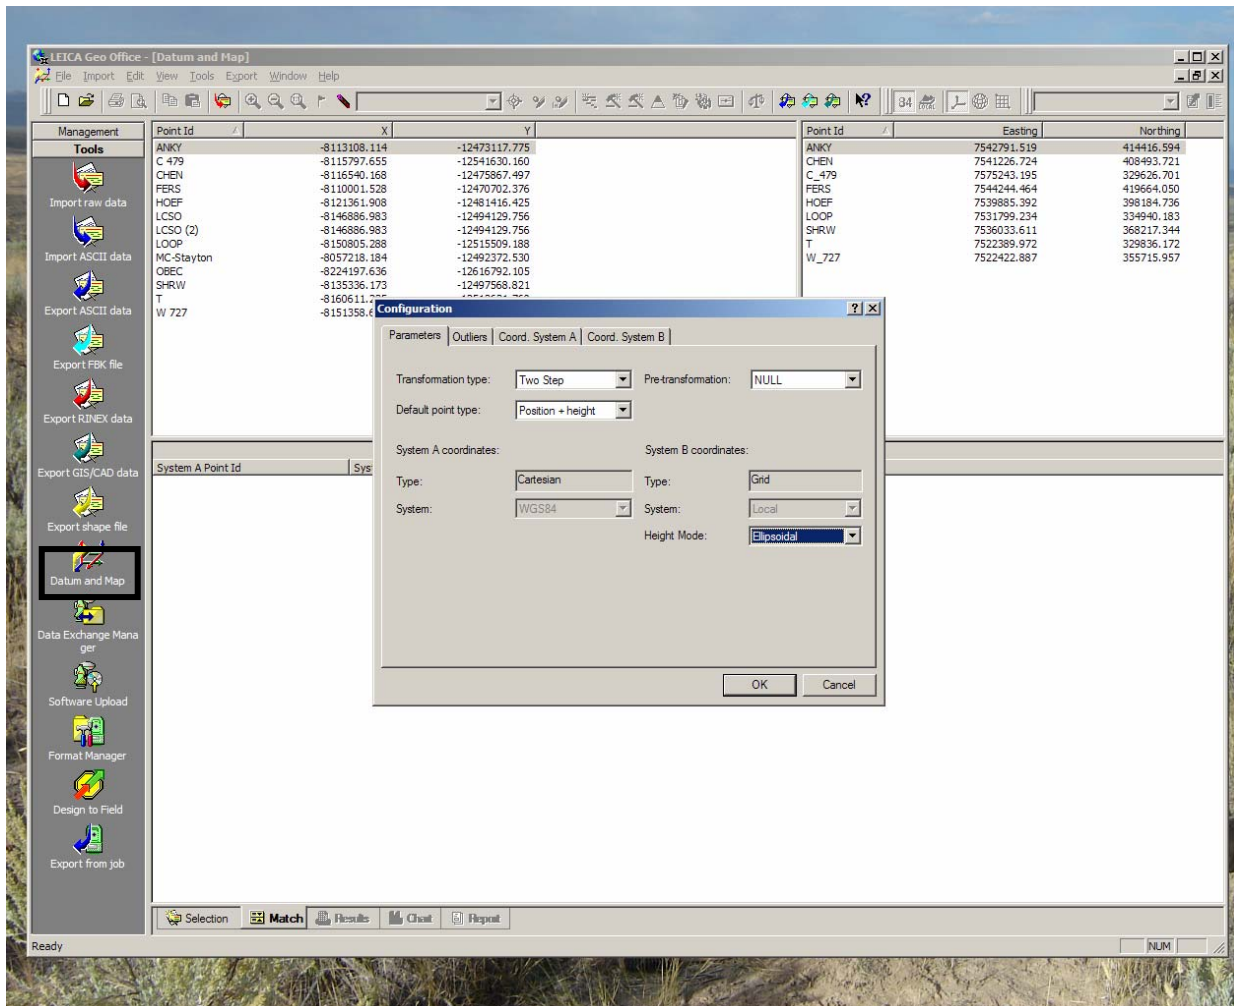 LEICA Geo Office - [Datum and Map]
File Import Edit View Tools Export Window Help
Management
Tools
Import raw data
Import ASCII data
Export ASCII data
Export FBK file
Export RINEX data
Export GIS/CAD data
Export shape file
Datum and Map
Data Exchange Mana
ger
Software Upload
Format Manager
Design to Field
Export from job
Point Id X Y
ANKY -8113108.114 -12473117.775
C 479 -8115797.655 -12541630.160
CHEN -8116540.168 -12475867.497
FERS -8110001.528 -12470702.376
HOEF -8121361.908 -12481416.425
LCSO -8146886.983 -12494129.756
LCSO (2) -8146886.983 -12494129.756
LOOP -8150805.288 -12515509.188
MC-Stayton -8057218.184 -12492372.530
OBEC -8224197.636 -12616792.105
SHRW -8135336.173 -12497568.821
T -8160611.
W 727 -8151358.
Point Id Easting Northing
ANKY 7542791.519 414416.594
CHEN 7541226.724 408493.721
C_479 7575243.195 329626.701
FERS 7544244.464 419664.050
HOEF 7539885.392 398184.736
LOOP 7531799.234 334940.183
SHRW 7536033.611 368217.344
T 7522389.972 329836.172
W_727 7522422.887 355715.957
System A Point Id Sys
Configuration
Parameters Outliers Coord. System A Coord. System B
Transformation type: Two Step Pre-transformation: NULL
Default point type: Position + height
System A coordinates: System B coordinates:
Type: Cartesian Type: Grid
System: WGS84 System: Local
Height Mode: Ellipsoidal
OK Cancel
Selection Match Results Chart Report
Ready NUM